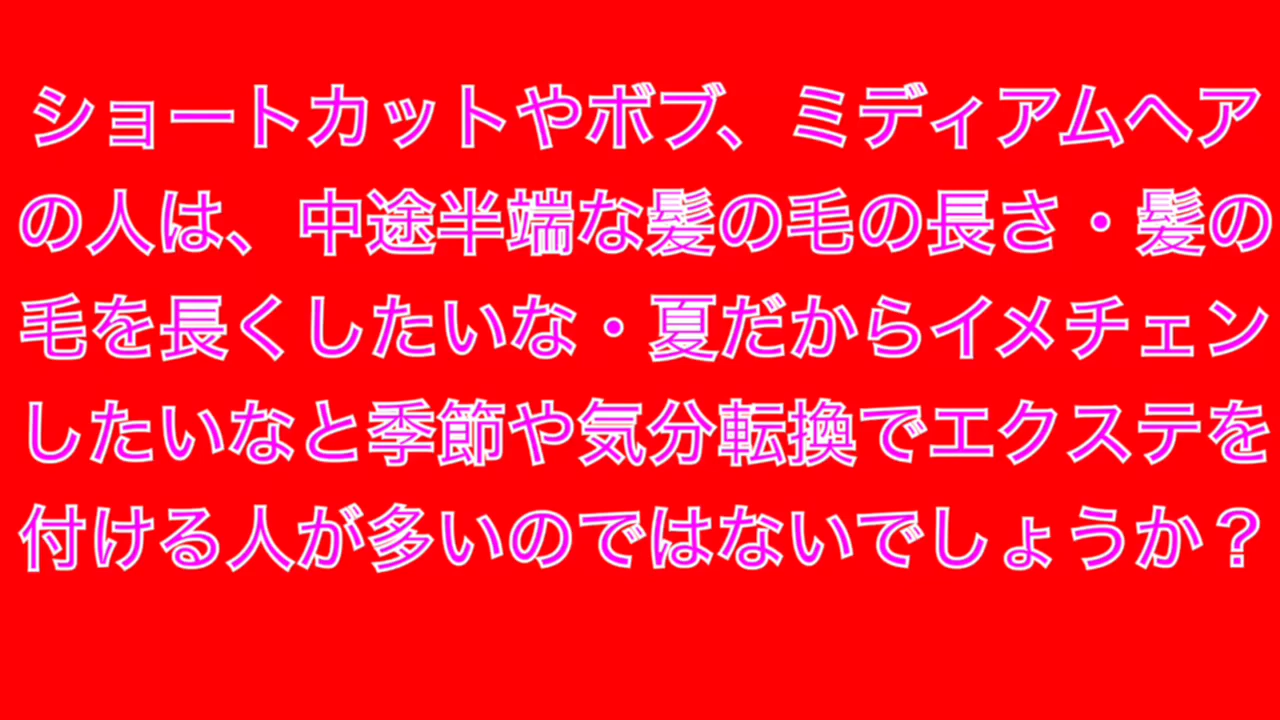 ショートカットやボブ、ミディアムヘア
の人は、中途半端な髪の毛の長さ・髪の
毛を長くしたいな・夏だからイメチェン
したいなと季節や気分転換でエクステを
付ける人が多いのではないでしょうか？